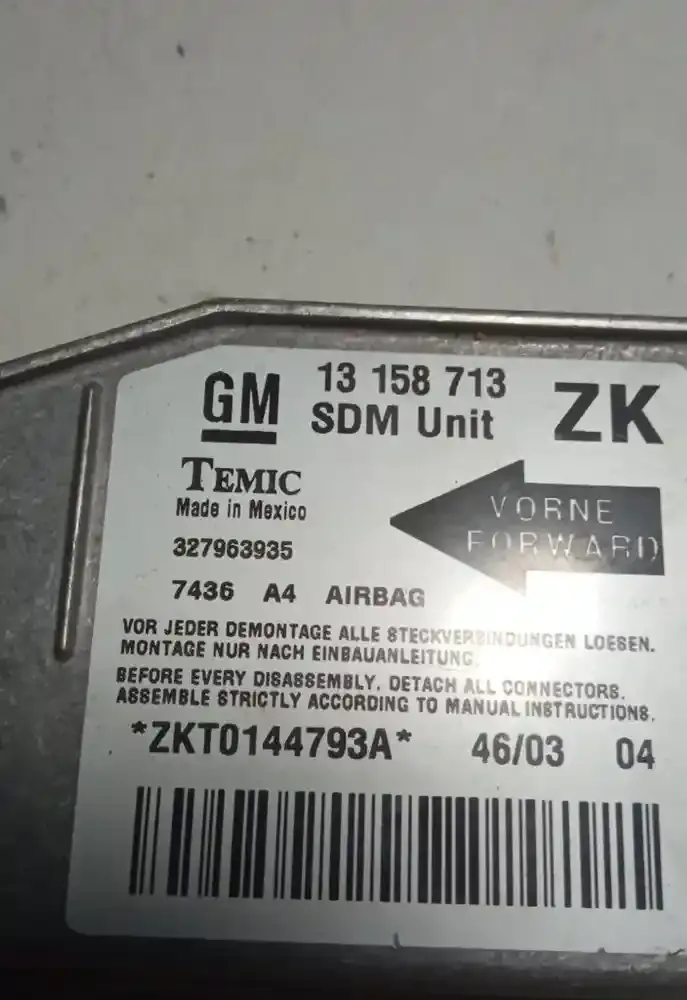 GM 13 158 713 ZK
SDM Unit
TEMIC
Made in Mexico
VORNE
FORWARD
327963935
7436 A4 AIRBAG
VOR JEDER DEMONTAGE ALLE STECKVERBINDUNGEN LOESEN.
MONTAGE NUR NACH EINBAUANLEITUNG.
BEFORE EVERY DISASSEMBLY. DETACH ALL CONNECTORS.
ASSEMBLE STRICTLY ACCORDING TO MANUAL INSTRUCTIONS.
*ZKT0144793A* 46/03 04